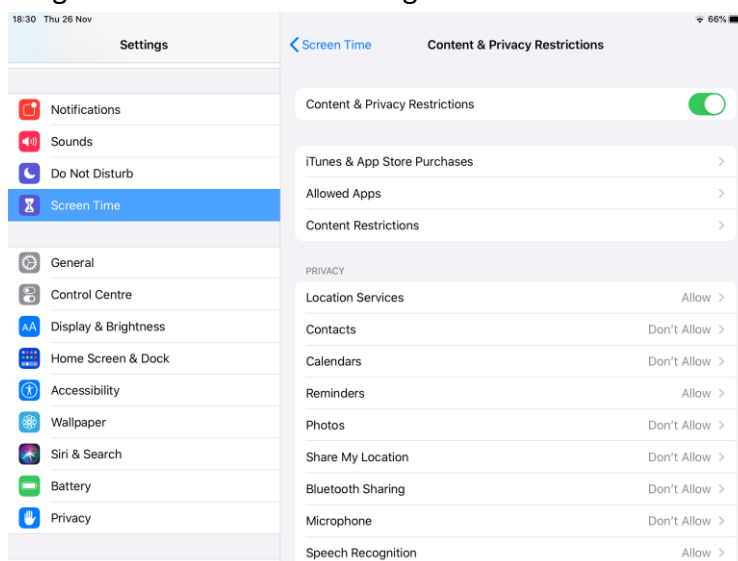 18:30 Thu 26 Nov
66%
Settings
Screen Time
Content & Privacy Restrictions
Notifications
Sounds
Do Not Disturb
Screen Time
General
Control Centre
AA Display & Brightness
Home Screen & Dock
Accessibility
Wallpaper
Siri & Search
Battery
Privacy
Content & Privacy Restrictions
iTunes & App Store Purchases
Allowed Apps
Content Restrictions
PRIVACY
Location Services Allow
Contacts Don't Allow
Calendars Don't Allow
Reminders Allow
Photos Don't Allow
Share My Location Don't Allow
Bluetooth Sharing Don't Allow
Microphone Don't Allow
Speech Recognition Allow